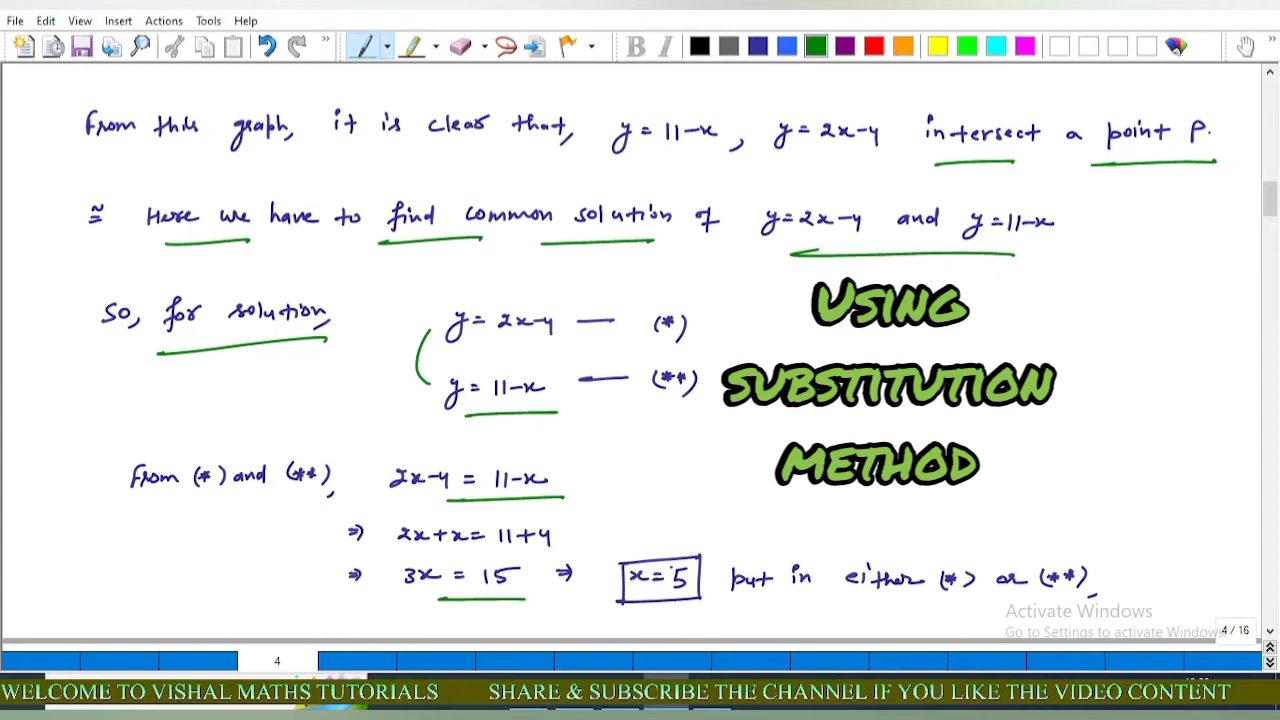 File Edit View Insert Actions Tools Help
B I
From this graph, it is clear that, y = 11-x , y = 2x-4 intersect a point P.
≅ Here we have to find common solution of y=2x-4 and y=11-x
So, for solution, y= 2x-4 — (*)
y= 11-x — (**)
USING
SUBSTITUTION
METHOD
From (*) and (**), 2x-4 = 11-x
⇒ 2x+x= 11+4
⇒ 3x = 15 ⇒ x=5 put in either (*) or (**),
Activate Windows
Go to Settings to activate Windows.
4 / 16
4
WELCOME TO VISHAL MATHS TUTORIALS SHARE & SUBSCRIBE THE CHANNEL IF YOU LIKE THE VIDEO CONTENT